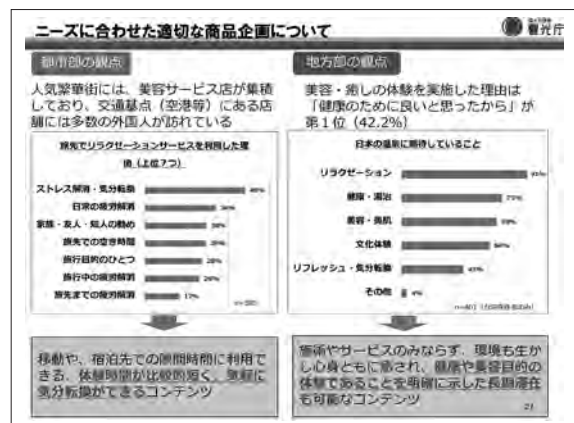 ニーズに合わせた適切な商品企画について
観光庁
都市部の観点
人気繁華街には、美容サービス店が集積
しており、交通基点（空港等）にある店
舗には多数の外国人が訪れている
旅先でリラクゼーションサービスを利用した理
由（上位７つ）
ストレス解消・気分転換
日常の疲労解消
家族・友人・知人の勧め
旅先での空き時間
旅行目的のひとつ
旅行中の疲労解消
旅先までの疲労解消
17%
移動や、宿泊先での隙間時間に利用で
きる、体験時間が比較的短く、気軽に
気分転換ができるコンテンツ
地方部の観点
美容・癒しの体験を実施した理由は
「健康のために良いと思ったから」が
第１位（42.2%）
日本の温泉に期待していること
リラクゼーション
健康・湯治
美容・美肌
文化体験
リフレッシュ・気分転換
その他
4%
施術やサービスのみならず、環境も生か
し心身ともに癒され、健康や美容目的の
体験であることを明確に示した長期滞在
も可能なコンテンツ